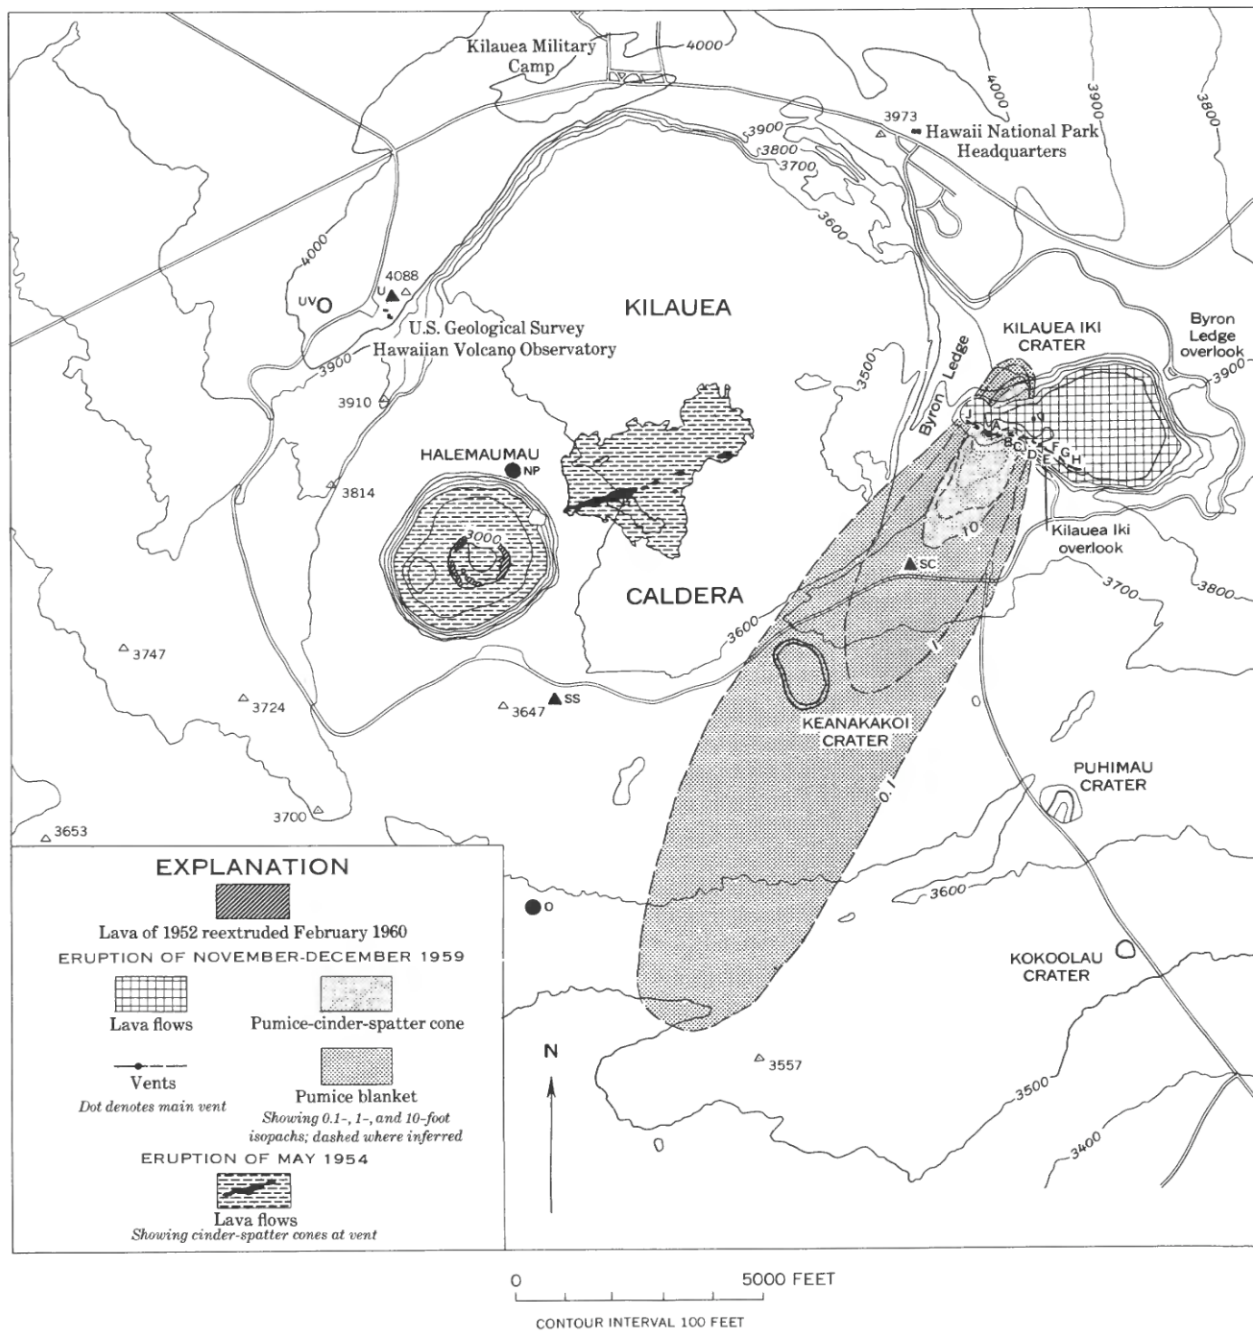 Kilauea Military
Camp
4000
4000
3900
3800
3973
Hawaii National Park
Headquarters
3900
3800
3700
3600
4000
4088
U
UV
U.S. Geological Survey
Hawaiian Volcano Observatory
KILAUEA
3900
3910
3500
Byron Ledge
KILAUEA IKI
CRATER
Byron
Ledge
overlook
3900
J
A
B
C
D
E
F
G
H
HALEMAUMAU
NP
3814
3000
10
Kilauea Iki
overlook
SC
CALDERA
3600
3700
3800
3747
3724
3647
SS
1
KEANAKAKOI
CRATER
0.1
PUHIMAU
CRATER
3700
3653
3600
O
KOKOOLAU
CRATER
3557
3500
3400
N
EXPLANATION
Lava of 1952 reextruded February 1960
ERUPTION OF NOVEMBER-DECEMBER 1959
Lava flows
Pumice-cinder-spatter cone
Vents
Dot denotes main vent
Pumice blanket
Showing 0.1-, 1-, and 10-foot
isopachs; dashed where inferred
ERUPTION OF MAY 1954
Lava flows
Showing cinder-spatter cones at vent
0
5000 FEET
CONTOUR INTERVAL 100 FEET